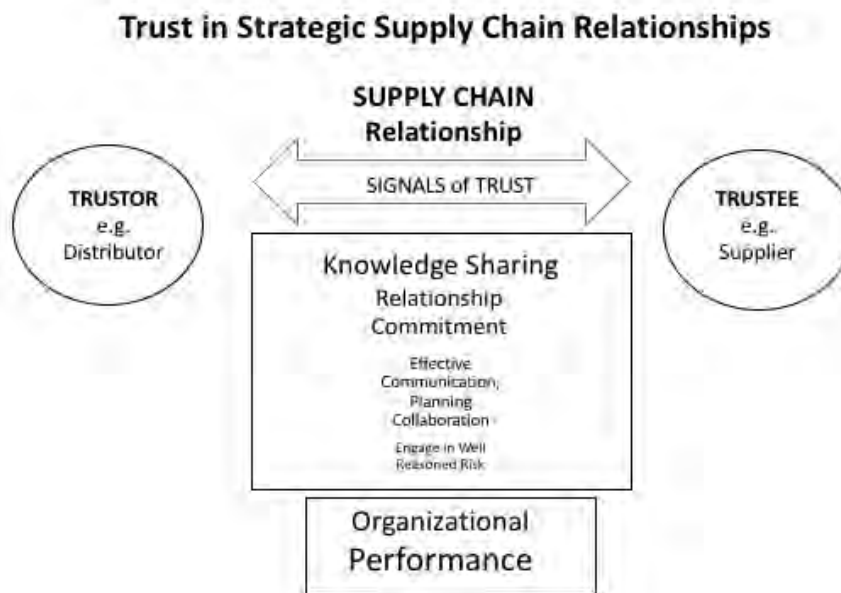 Trust in Strategic Supply Chain Relationships
SUPPLY CHAIN
Relationship
SIGNALS of TRUST
TRUSTOR
e.g.
Distributor
TRUSTEE
e.g.
Supplier
Knowledge Sharing
Relationship
Commitment
Effective
Communication,
Planning
Collaboration
Engage in Well
Reasoned Risk
Organizational
Performance